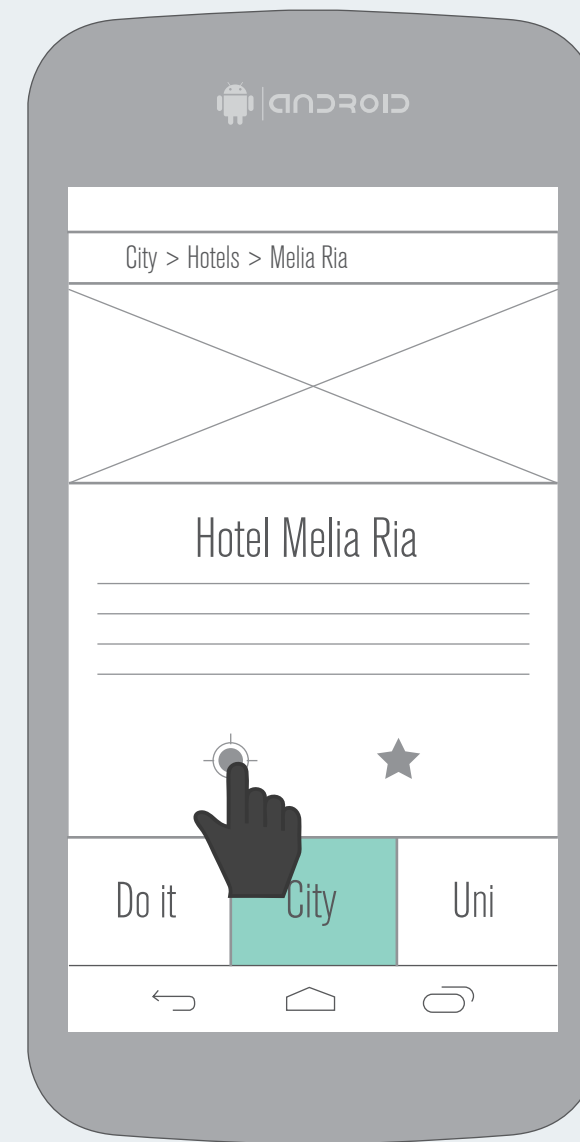 android
City > Hotels > Melia Ria
Hotel Melia Ria
Do it
City
Uni